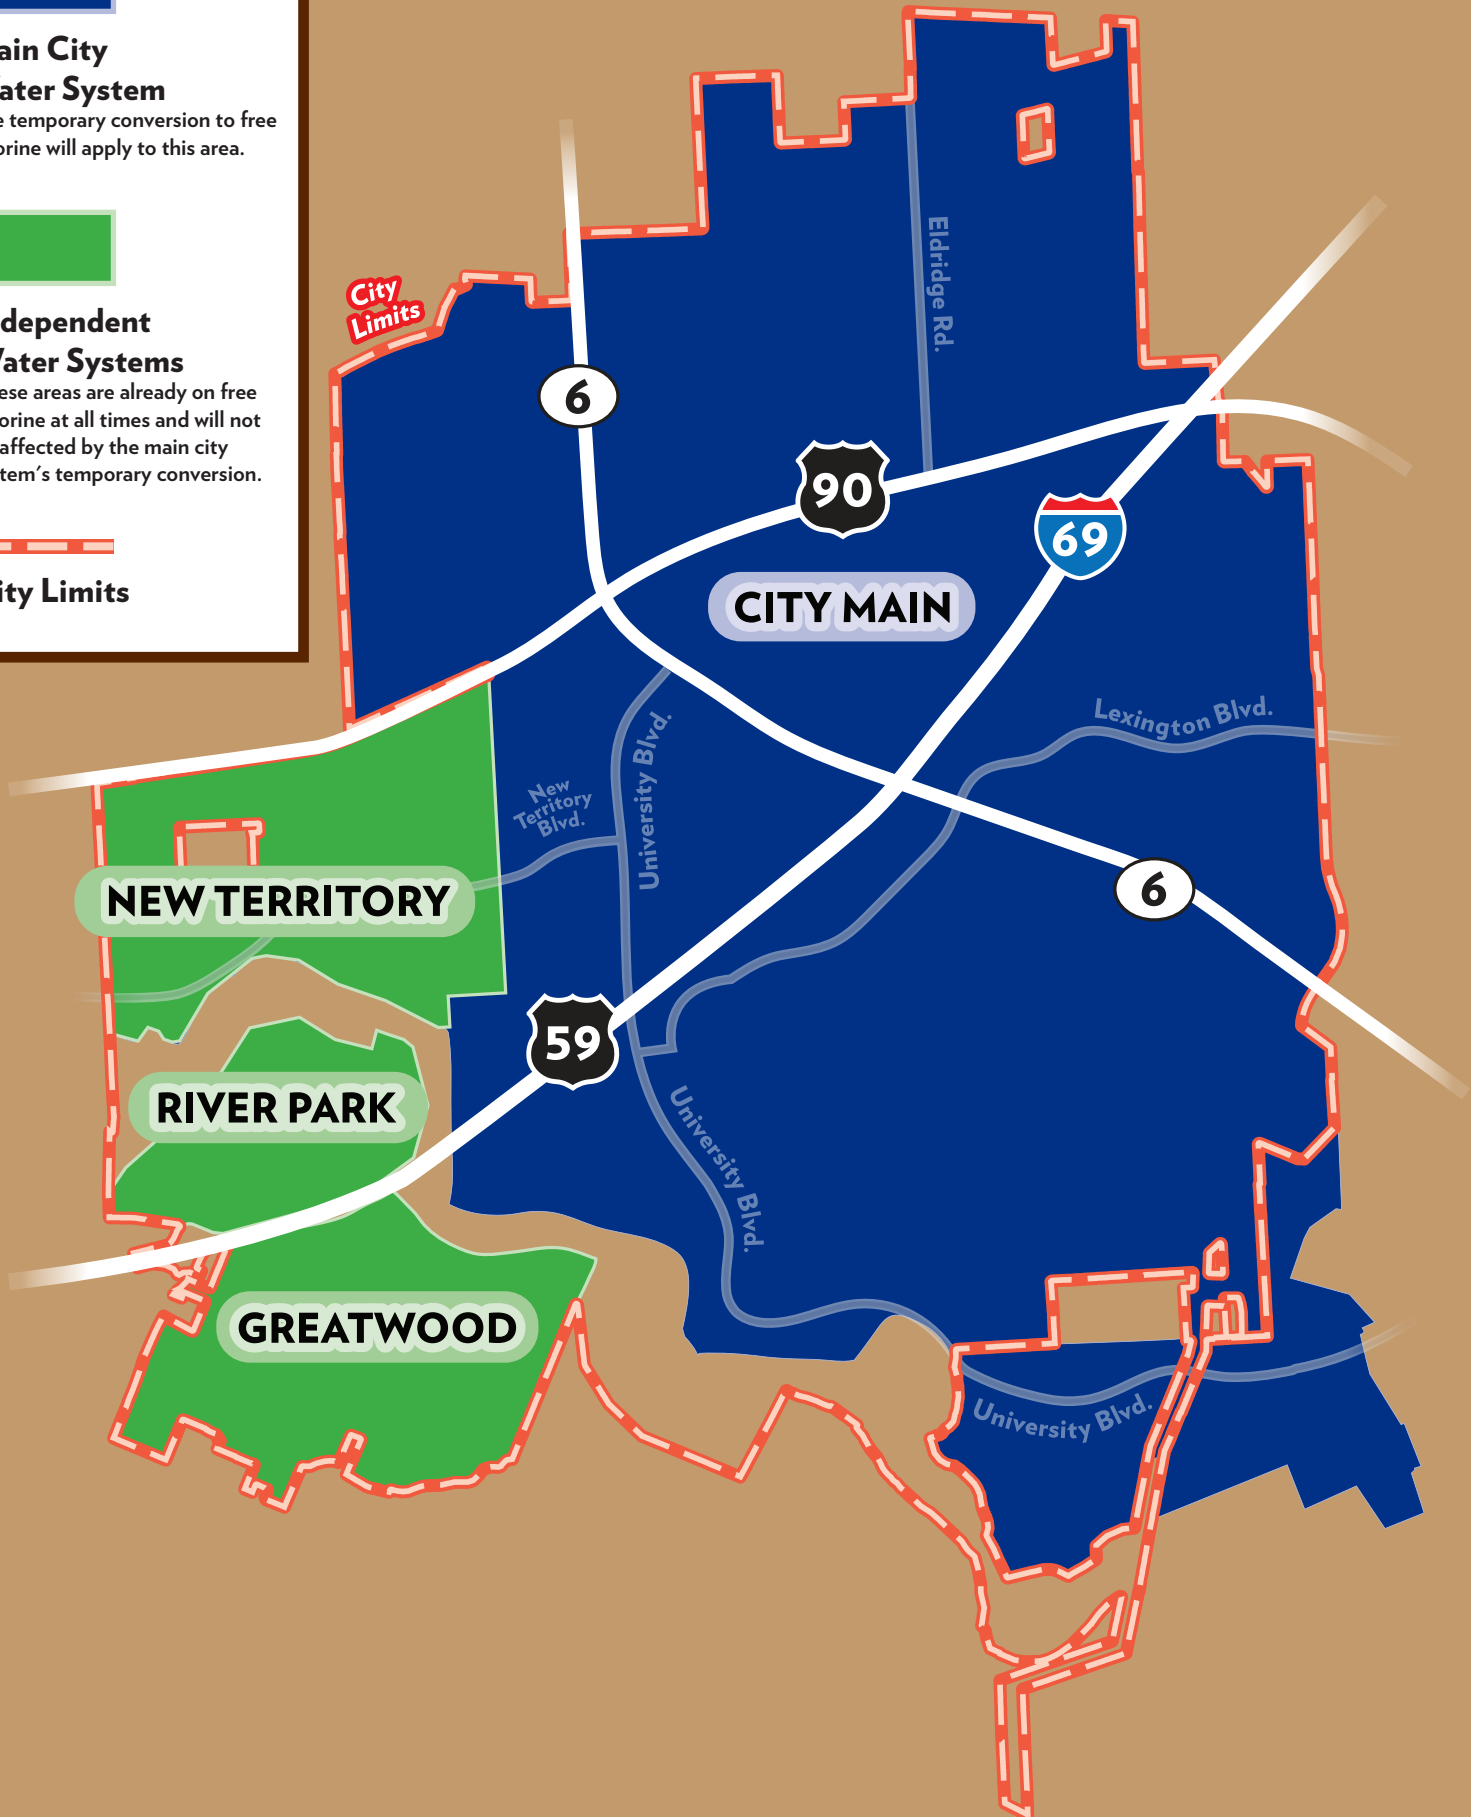 ain City
ater System
e temporary conversion to free
orine will apply to this area.
dependent
ater Systems
ese areas are already on free
orine at all times and will not
affected by the main city
tem's temporary conversion.
ity Limits
City
Limits
Eldridge Rd.
6
90
69
CITY MAIN
Lexington Blvd.
University Blvd.
New
Territory
Blvd.
NEW TERRITORY
6
59
RIVER PARK
University Blvd.
GREATWOOD
University Blvd.